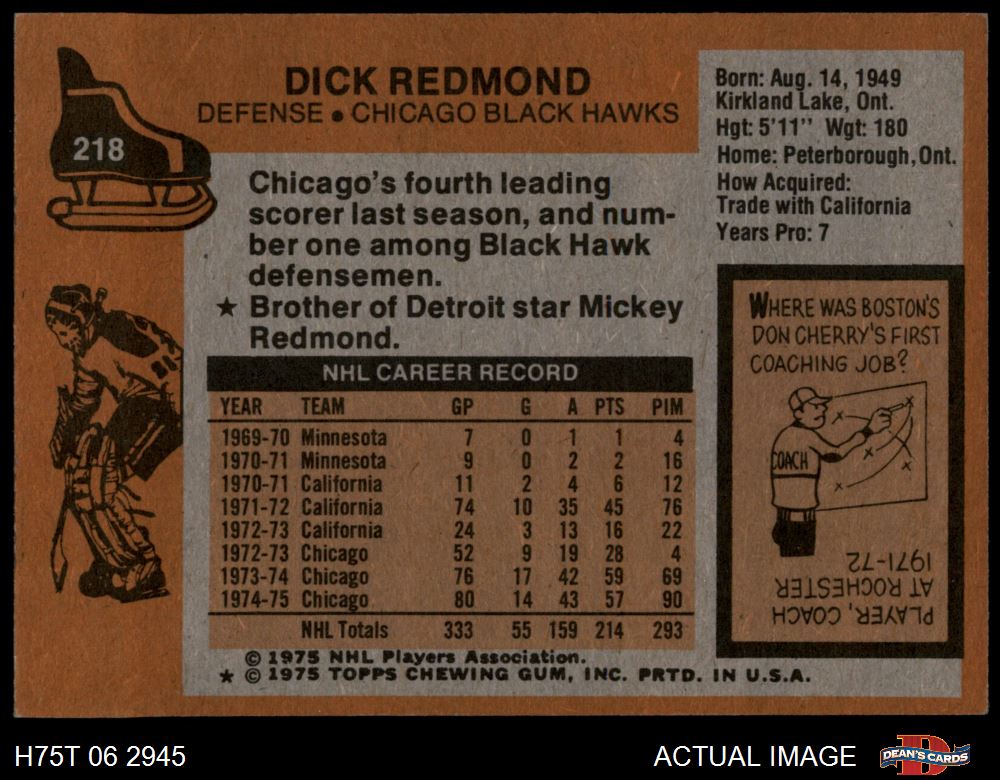 218
DICK REDMOND
DEFENSE • CHICAGO BLACK HAWKS
Born: Aug. 14, 1949
Kirkland Lake, Ont.
Hgt: 5'11'' Wgt: 180
Home: Peterborough, Ont.
How Acquired:
Trade with California
Years Pro: 7
Chicago's fourth leading
scorer last season, and num-
ber one among Black Hawk
defensemen.
★ Brother of Detroit star Mickey
Redmond.
NHL CAREER RECORD
YEAR TEAM GP G A PTS PIM
1969-70 Minnesota 7 0 1 1 4
1970-71 Minnesota 9 0 2 2 16
1970-71 California 11 2 4 6 12
1971-72 California 74 10 35 45 76
1972-73 California 24 3 13 16 22
1972-73 Chicago 52 9 19 28 4
1973-74 Chicago 76 17 42 59 69
1974-75 Chicago 80 14 43 57 90
NHL Totals 333 55 159 214 293
© 1975 NHL Players Association.
★ © 1975 TOPPS CHEWING GUM, INC. PRTD. IN U.S.A.
WHERE WAS BOSTON'S
DON CHERRY'S FIRST
COACHING JOB?
COACH
PLAYER, COACH
AT ROCHESTER
1971-72
H75T 06 2945
ACTUAL IMAGE
D
DEAN'S CARDS